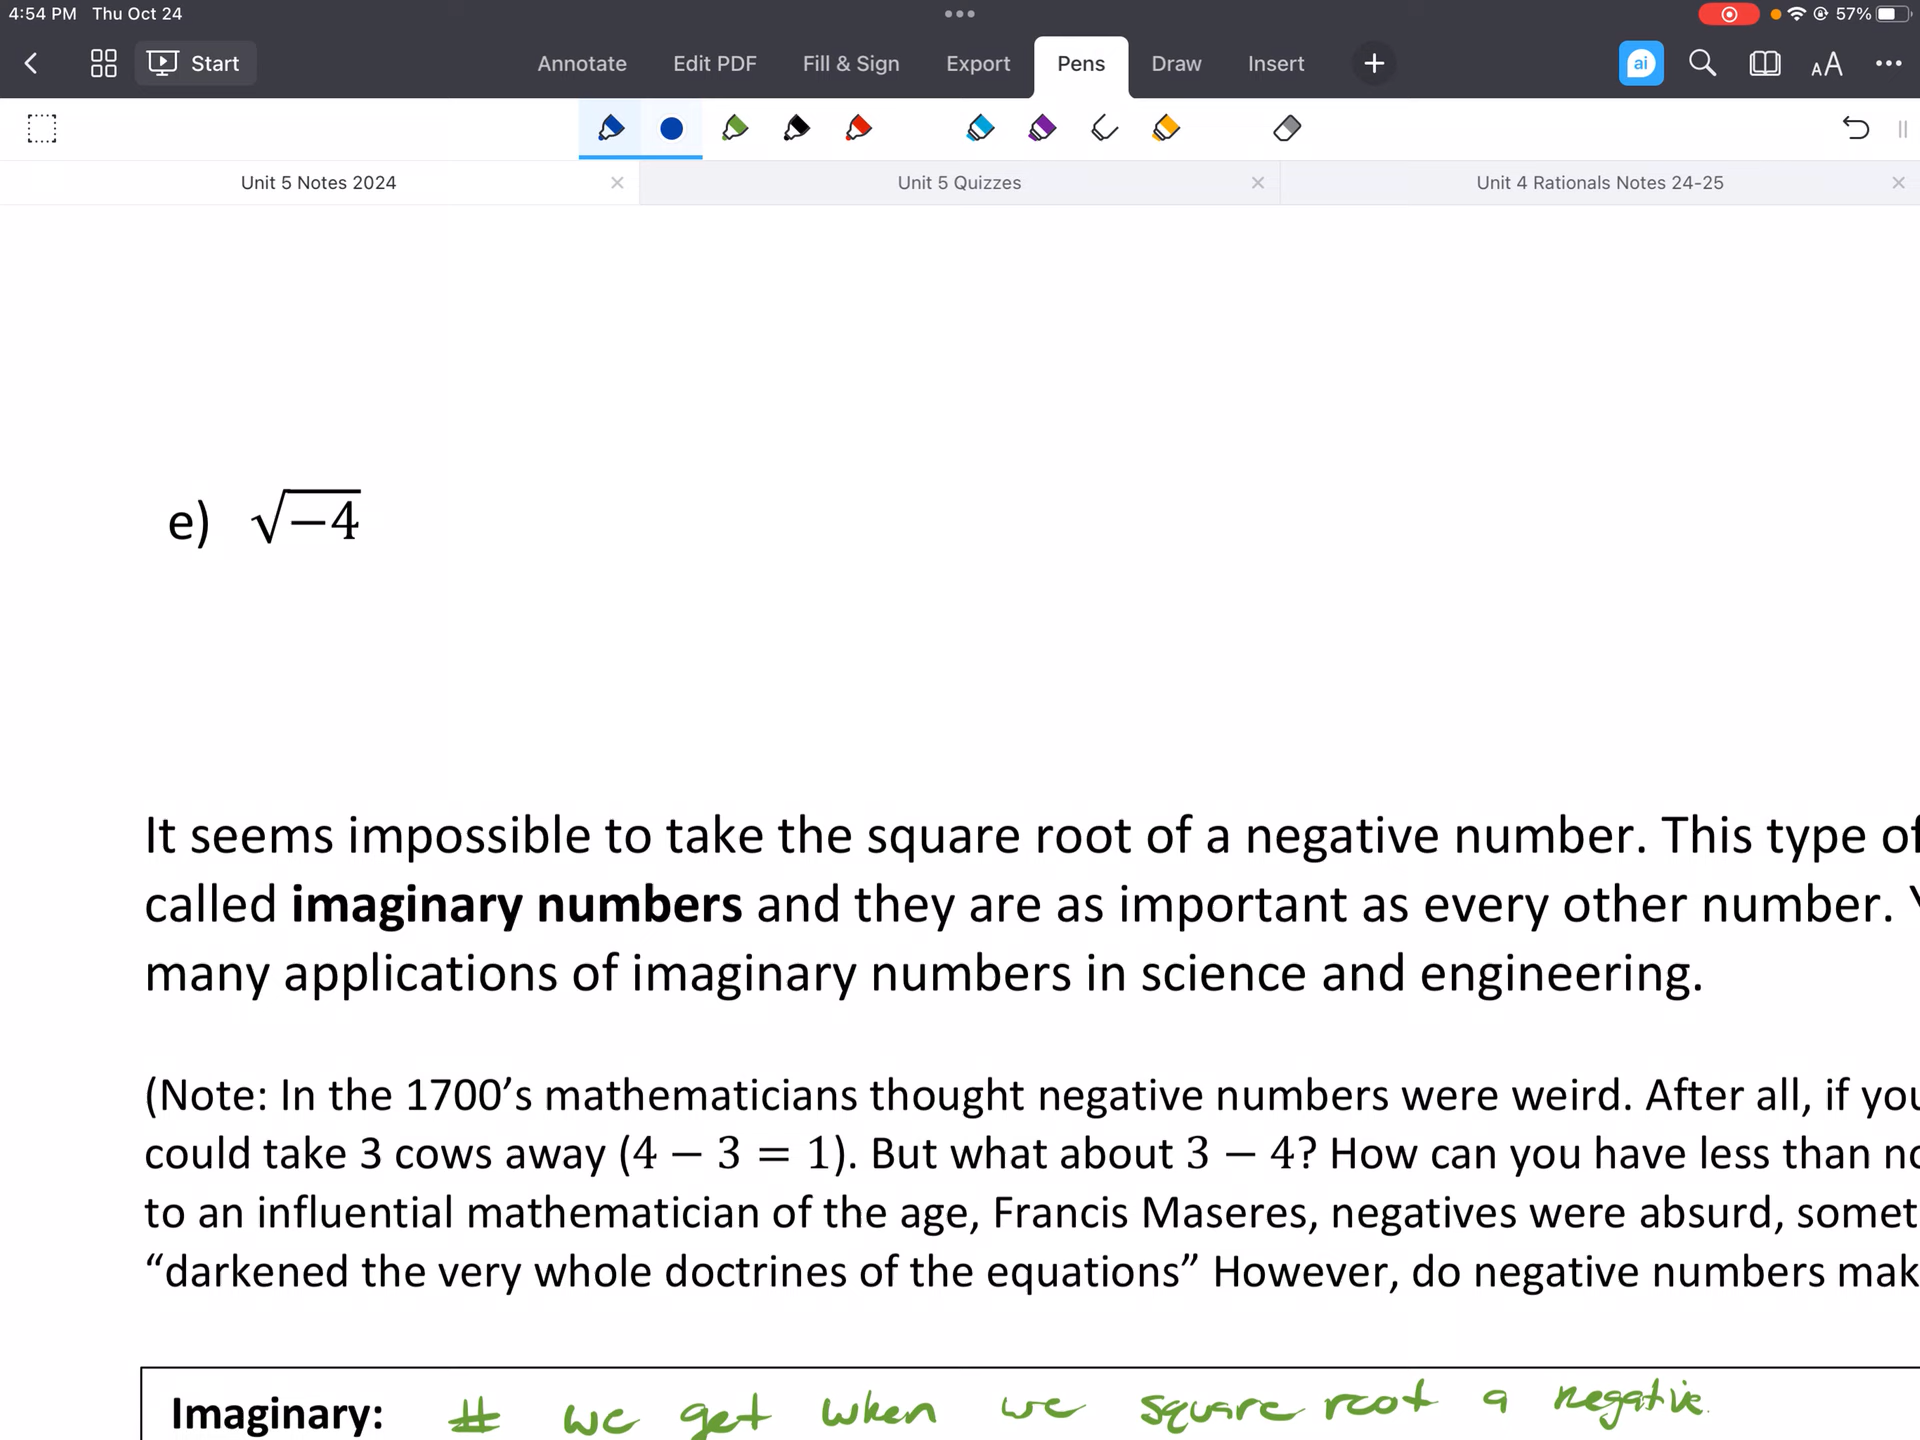 4:54 PM Thu Oct 24
57%
Start Annotate Edit PDF Fill & Sign Export Pens Draw Insert ai AA
Unit 5 Notes 2024 Unit 5 Quizzes Unit 4 Rationals Notes 24-25
e) √−4
It seems impossible to take the square root of a negative number. This type of
called imaginary numbers and they are as important as every other number.
many applications of imaginary numbers in science and engineering.
(Note: In the 1700’s mathematicians thought negative numbers were weird. After all, if you
could take 3 cows away (4 − 3 = 1). But what about 3 − 4? How can you have less than
to an influential mathematician of the age, Francis Maseres, negatives were absurd,
“darkened the very whole doctrines of the equations” However, do negative numbers
Imaginary: # we get when we square root a negative.